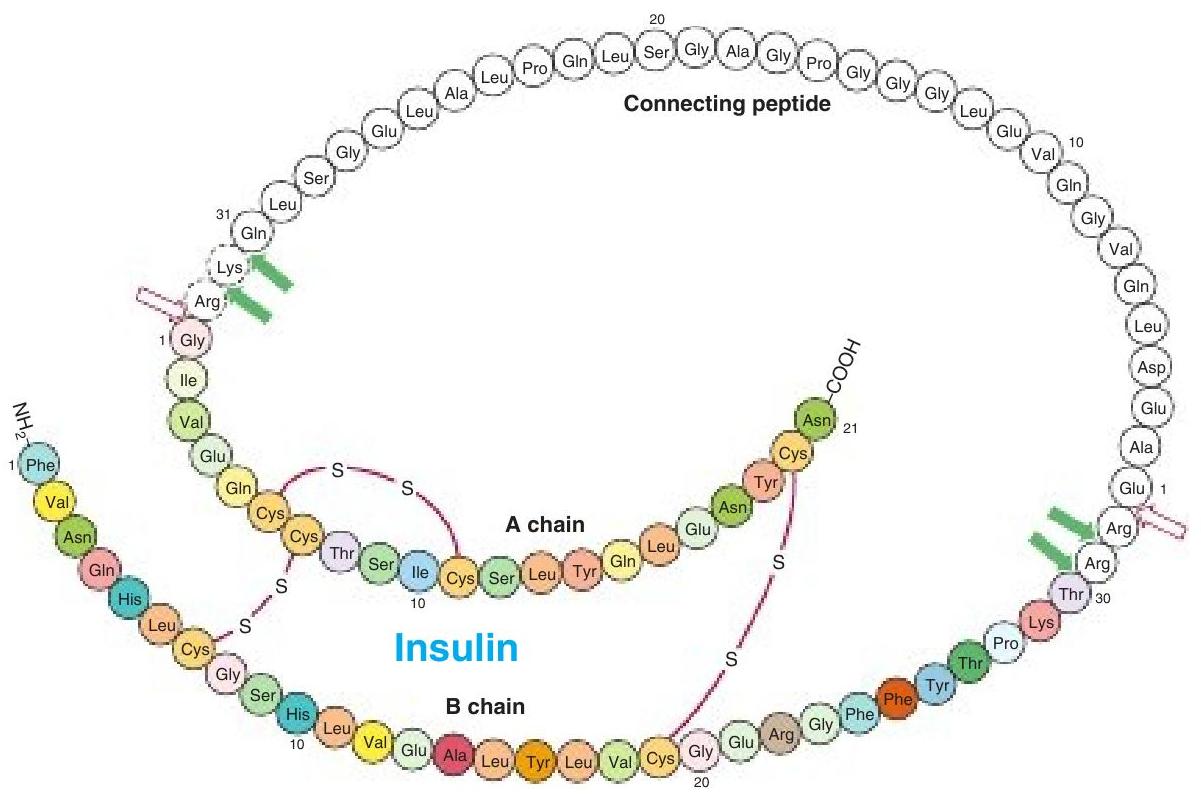 20
Ser Gly Ala Gly Pro Gly Gly Gly Leu Glu Val 10
Gln Gly Val Gln Leu Asp Glu Ala Glu 1
Arg Arg
Leu Gln Pro Leu Ala Leu Glu Gly Ser Leu
31 Gln
Lys
Arg
Connecting peptide
1 Gly
Ile
Val
Glu
Gln
Cys
Cys
Thr
Ser
Ile
10
Cys
Ser
Leu
Tyr
Gln
Leu
Glu
Asn
Tyr
Cys
Asn
21
COOH
S
S
A chain
S
S
S
S
Insulin
B chain
NH2
1 Phe
Val
Asn
Gln
His
Leu
Cys
Gly
Ser
His
10
Leu
Val
Glu
Ala
Leu
Tyr
Leu
Val
Cys
Gly
20
Glu
Arg
Gly
Phe
Phe
Tyr
Thr
Pro
Lys
Thr
30